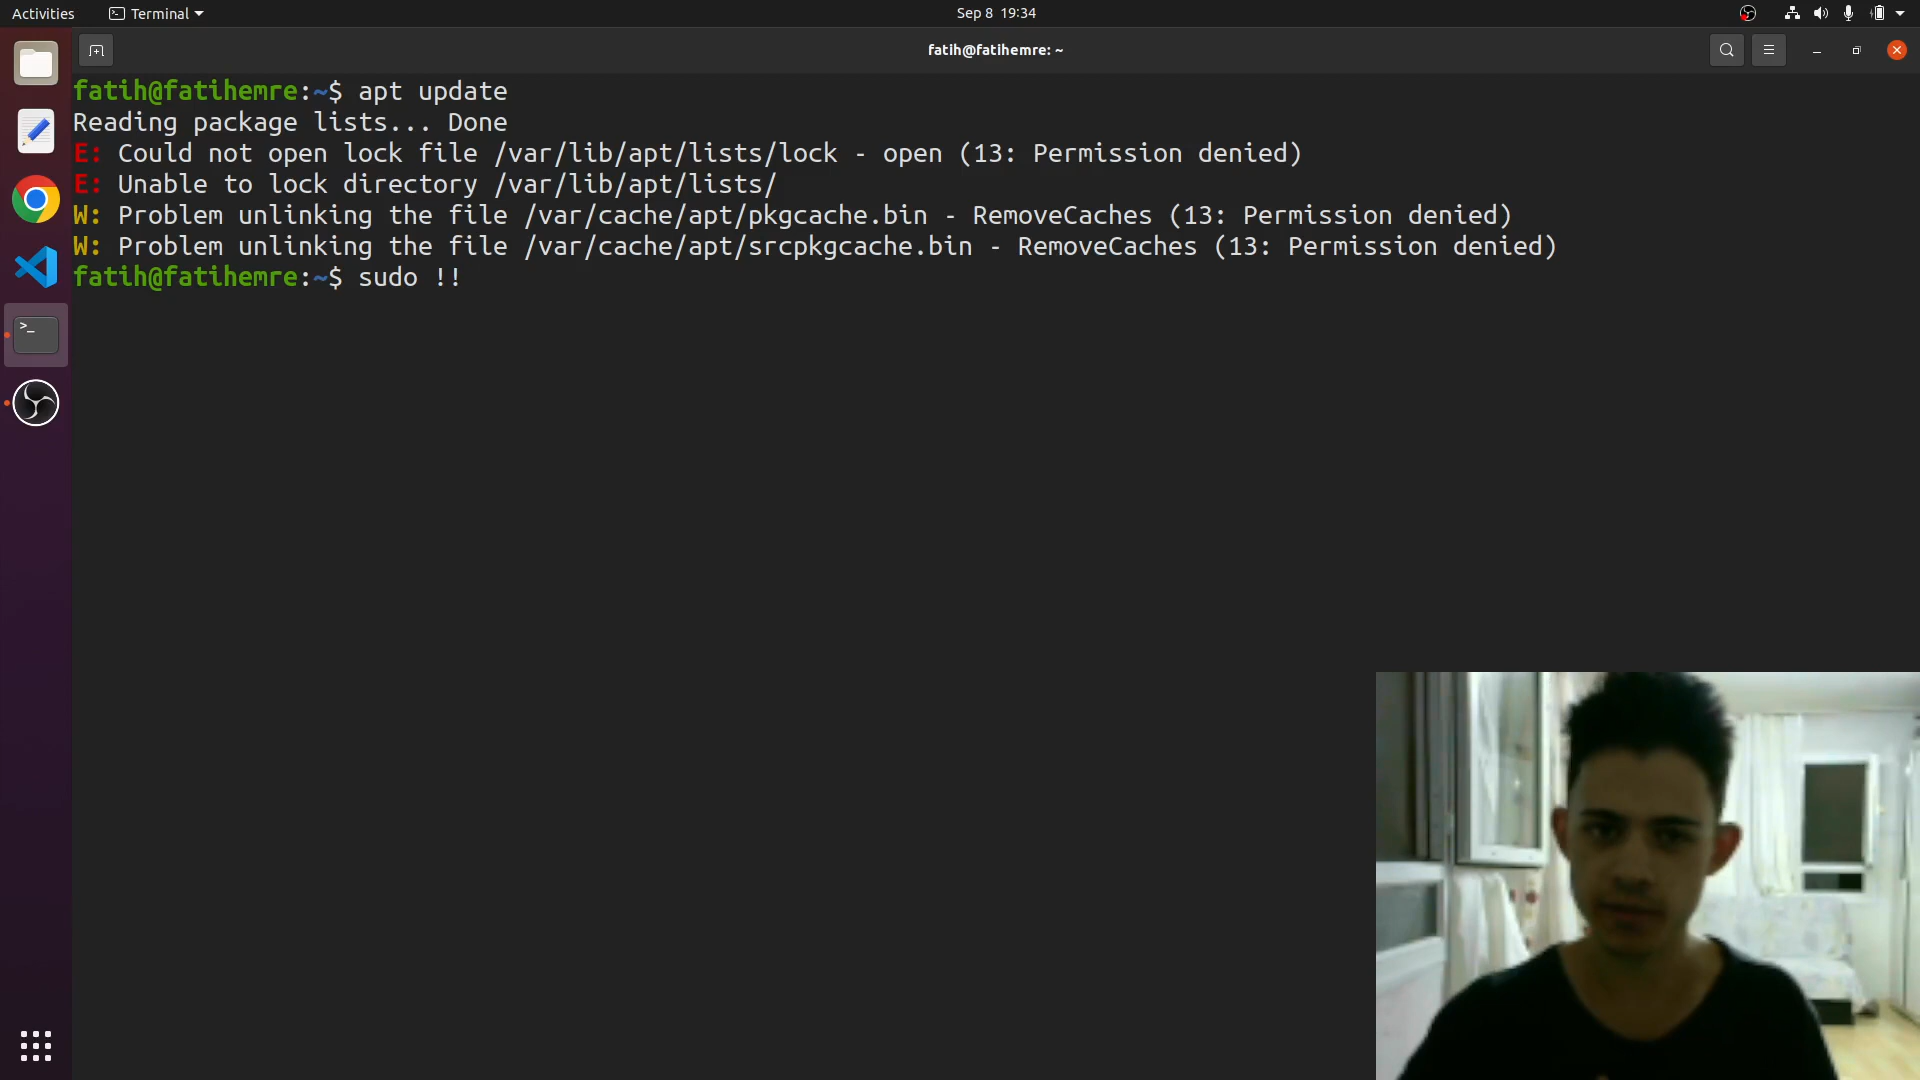 Activities
Terminal
Sep 8 19:34
fatih@fatihemre: ~
fatih@fatihemre:~$ apt update
Reading package lists... Done
E: Could not open lock file /var/lib/apt/lists/lock - open (13: Permission denied)
E: Unable to lock directory /var/lib/apt/lists/
W: Problem unlinking the file /var/cache/apt/pkgcache.bin - RemoveCaches (13: Permission denied)
W: Problem unlinking the file /var/cache/apt/srcpkgcache.bin - RemoveCaches (13: Permission denied)
fatih@fatihemre:~$ sudo !!
>_